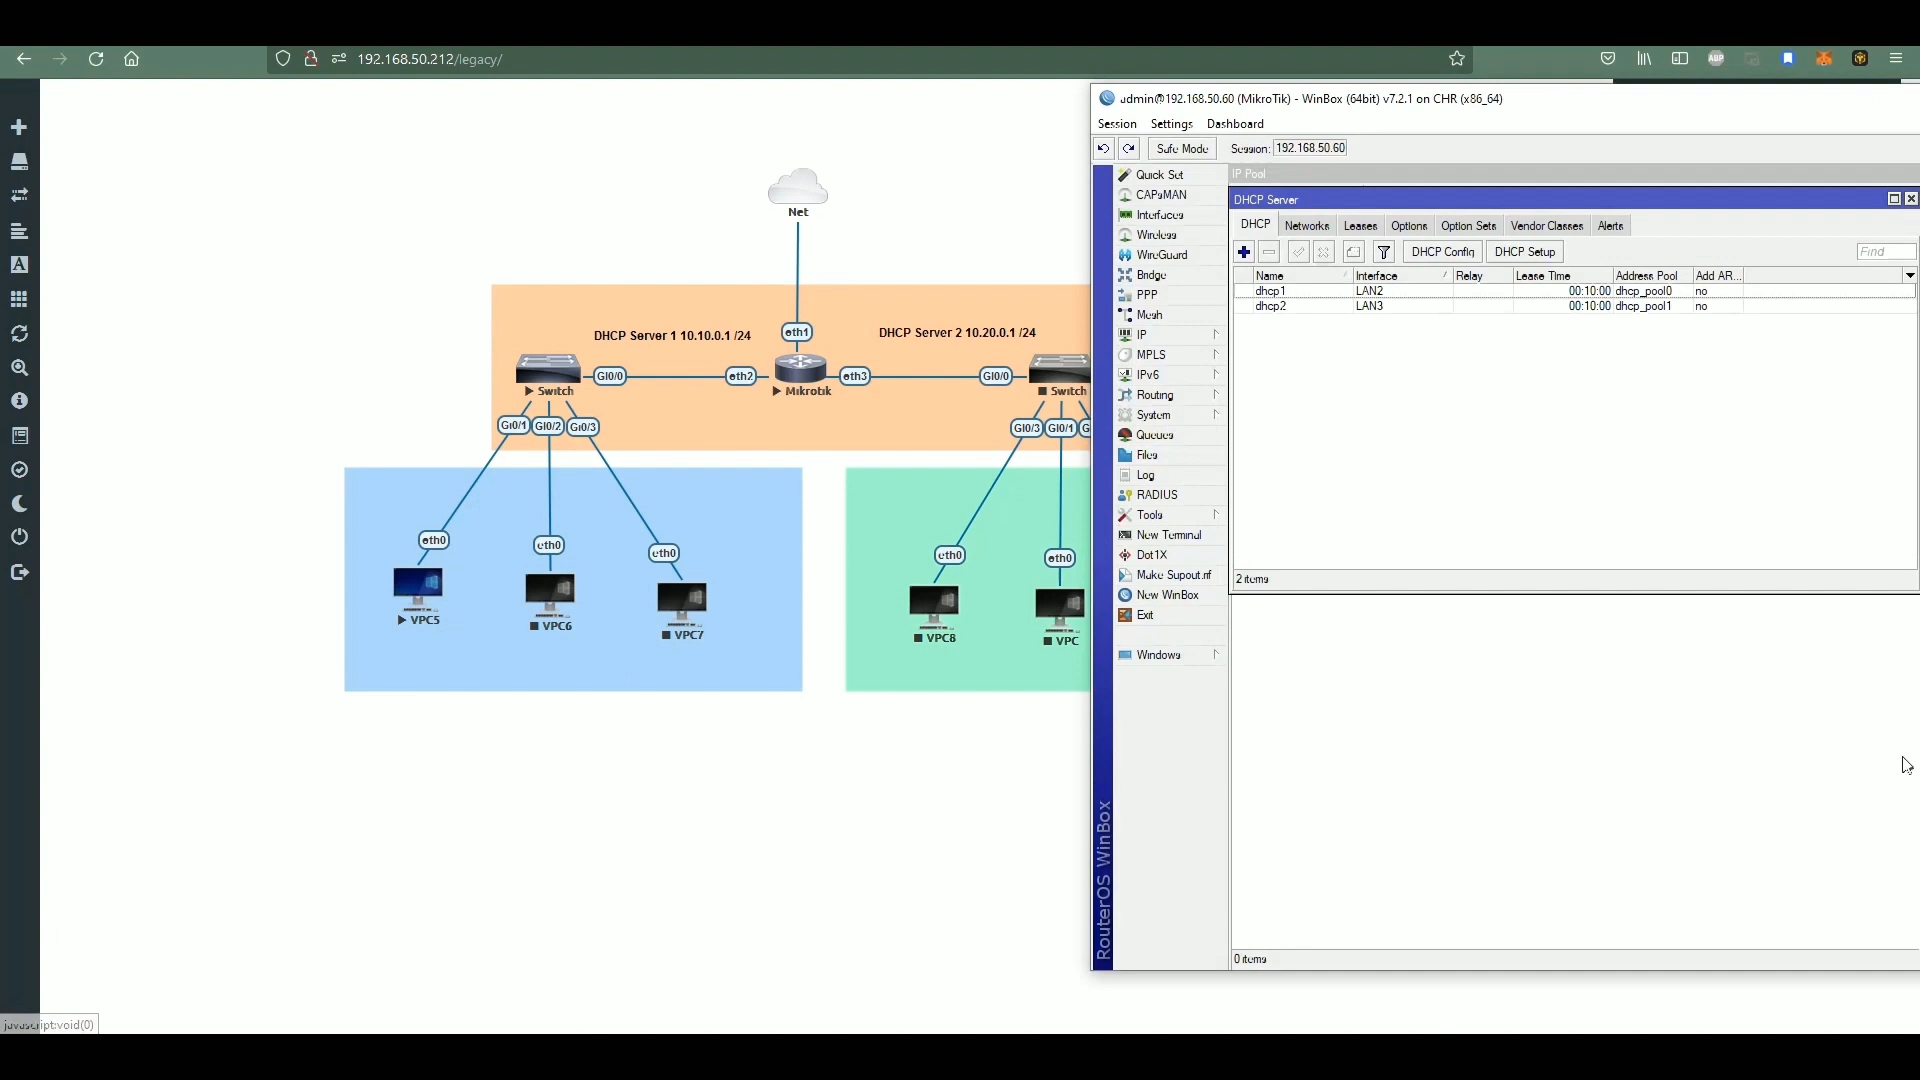 192.168.50.212/legacy/
ABP
admin@192.168.50.60 (MikroTik) - WinBox (64bit) v7.2.1 on CHR (x86_64)
Session Settings Dashboard
Safe Mode Session: 192.168.50.60
Quick Set
CAPsMAN
Interfaces
Wireless
WireGuard
Bridge
PPP
Mesh
IP
MPLS
IPv6
Routing
System
Queues
Files
Log
RADIUS
Tools
New Terminal
Dot1X
Make Supout.rif
New WinBox
Exit
Windows
RouterOS WinBox
IP Pool
DHCP Server
DHCP Networks Leases Options Option Sets Vendor Classes Alerts
DHCP Config DHCP Setup Find
Name Interface Relay Lease Time Address Pool Add AR...
dhcp1 LAN2 00:10:00 dhcp_pool0 no
dhcp2 LAN3 00:10:00 dhcp_pool1 no
2 items
0 items
Net
DHCP Server 1 10.10.0.1 /24
eth1
DHCP Server 2 10.20.0.1 /24
Gi0/0
eth2
eth3
Gi0/0
Switch
Mikrotik
Switch
Gi0/1
Gi0/2
Gi0/3
Gi0/3
Gi0/1
G
eth0
eth0
eth0
eth0
eth0
VPC5
VPC6
VPC7
VPC8
VPC
javascript:void(0)